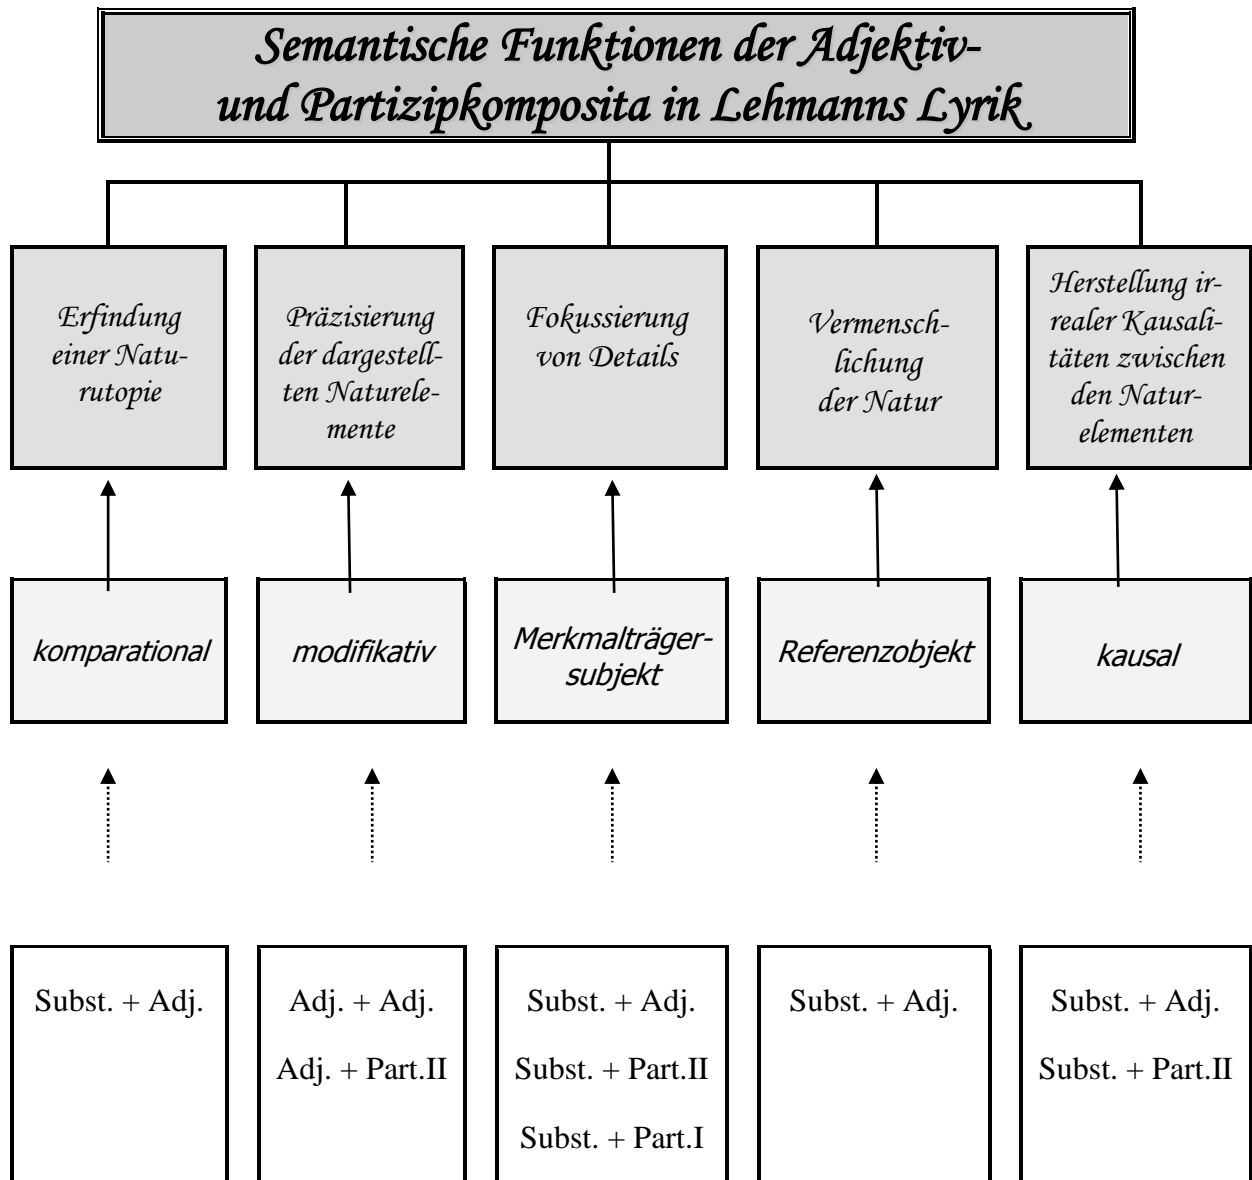 Semantische Funktionen der Adjektiv-
und Partizipkomposita in Lehmanns Lyrik
Erfindung
einer Natu-
rutopie
Präzisierung
der dargestell-
ten Naturele-
mente
Fokussierung
von Details
Vermensch-
lichung
der Natur
Herstellung ir-
realer Kausali-
täten zwischen
den Natur-
elementen
komparational
modifikativ
Merkmalträger-
subjekt
Referenzobjekt
kausal
Subst. + Adj.
Adj. + Adj.
Adj. + Part.II
Subst. + Adj.
Subst. + Part.II
Subst. + Part.I
Subst. + Adj.
Subst. + Adj.
Subst. + Part.II